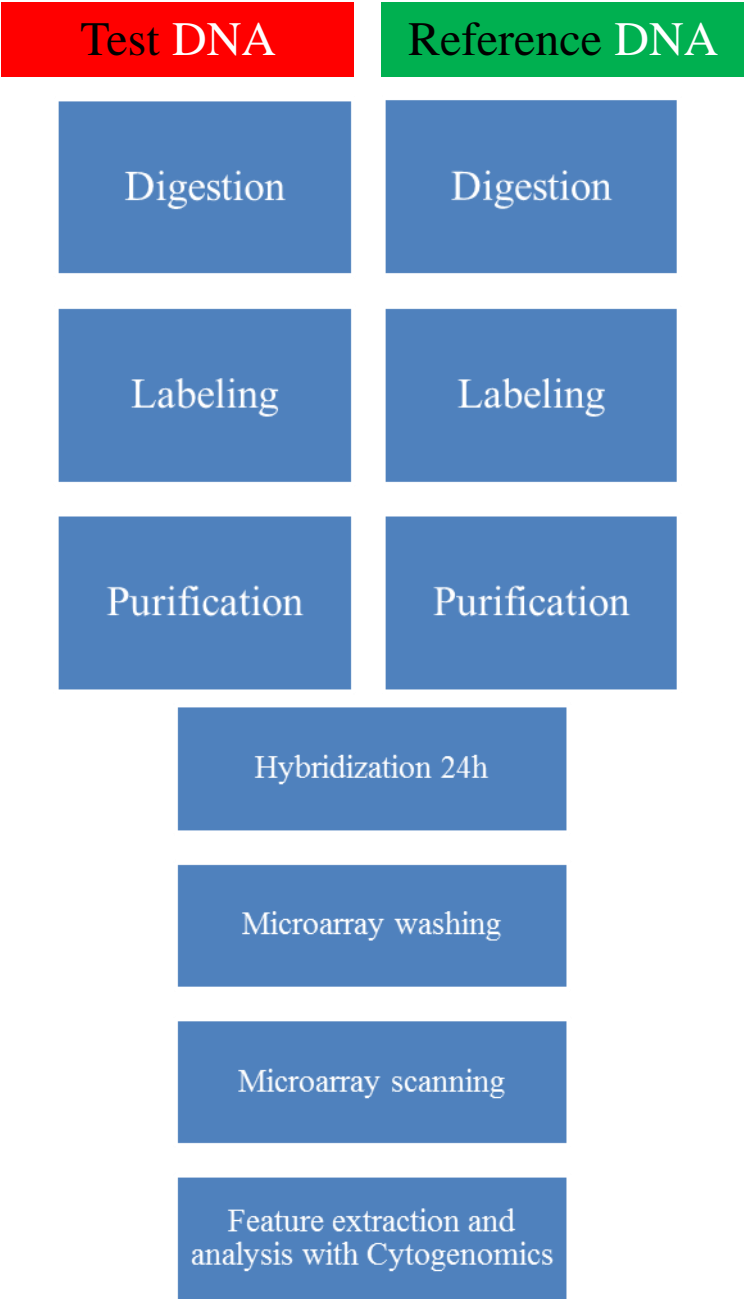 Test DNA
Reference DNA
Digestion
Digestion
Labeling
Labeling
Purification
Purification
Hybridization 24h
Microarray washing
Microarray scanning
Feature extraction and
analysis with Cytogenomics